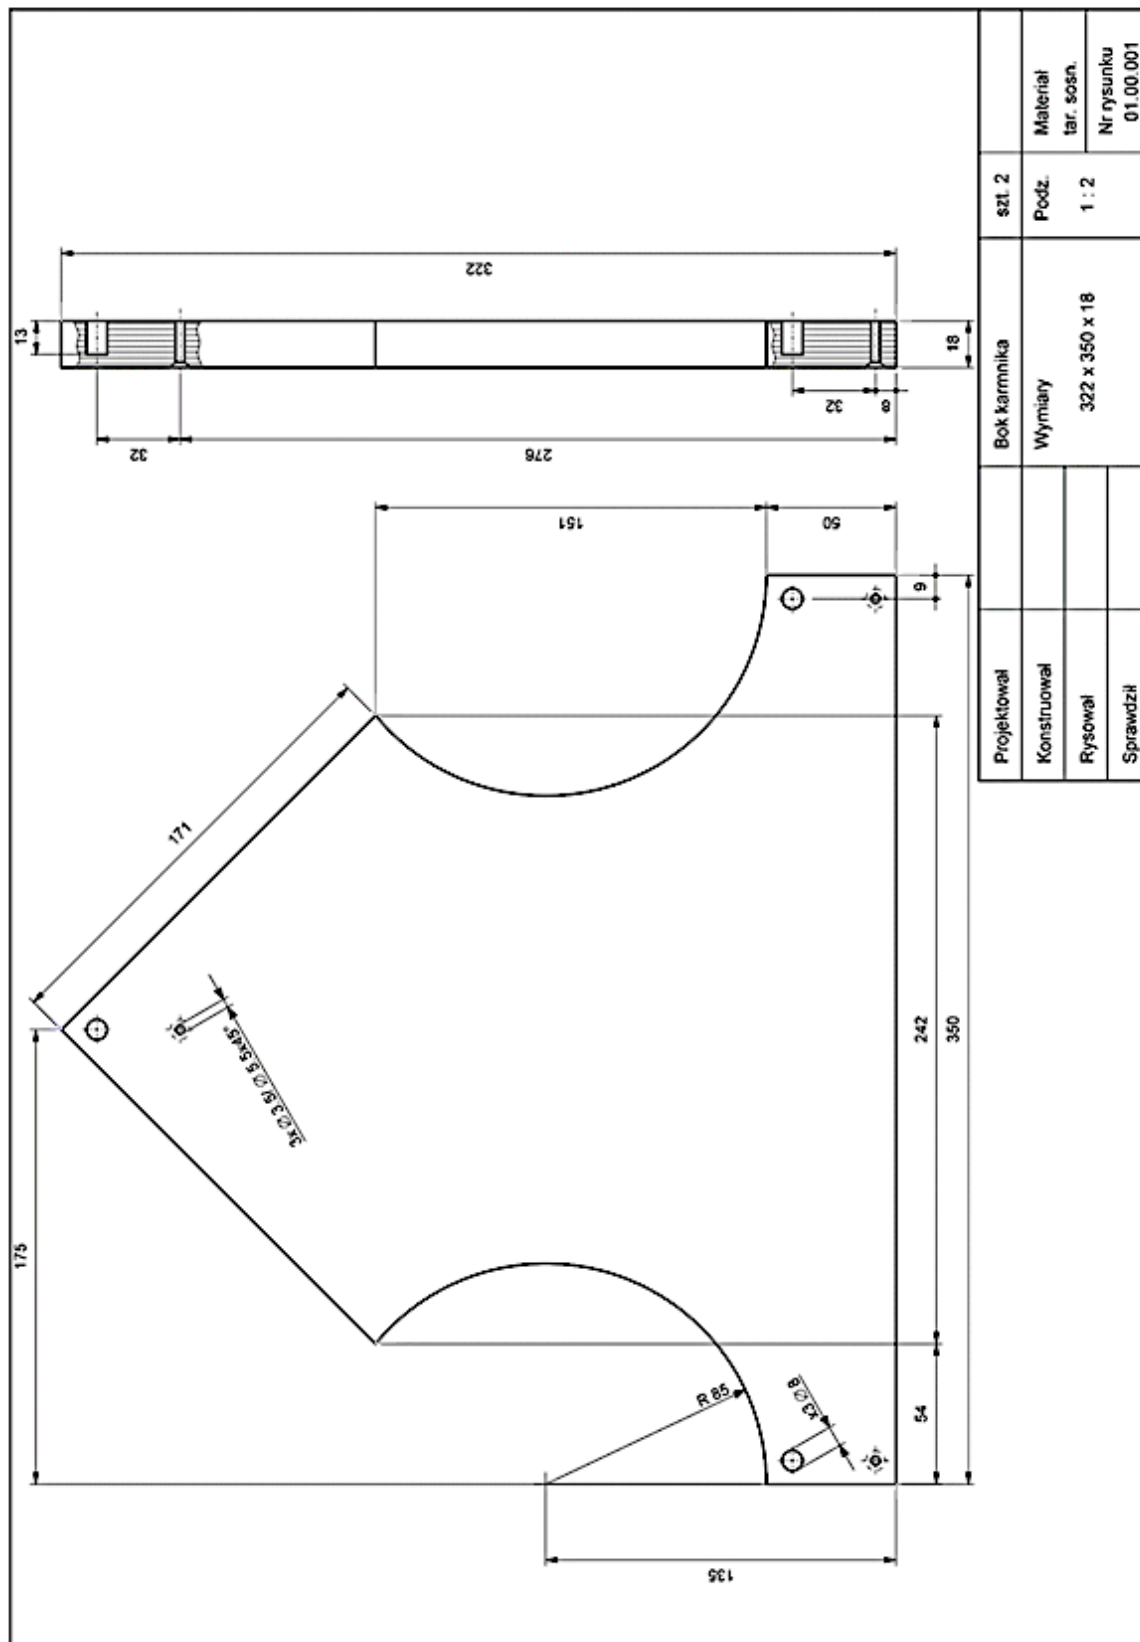 13
322
32
276
18
32
8
151
50
9
171
3x ∅ 3.5/ ∅ 5.5x45°
175
242
350
R 85
x3 ∅ 8
54
135
Projektował
Konstruował
Rysował
Sprawdził
Bok karmnika
szt. 2
Wymiary
322 x 350 x 18
Podz.
1 : 2
Materiał
tar. sosn.
Nr rysunku
01.00.001